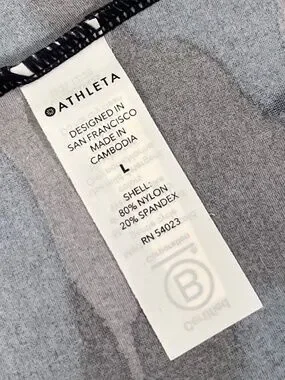 ATHLETA
DESIGNED IN
SAN FRANCISCO
MADE IN
CAMBODIA
L
SHELL:
80% NYLON
20% SPANDEX
RN 54023